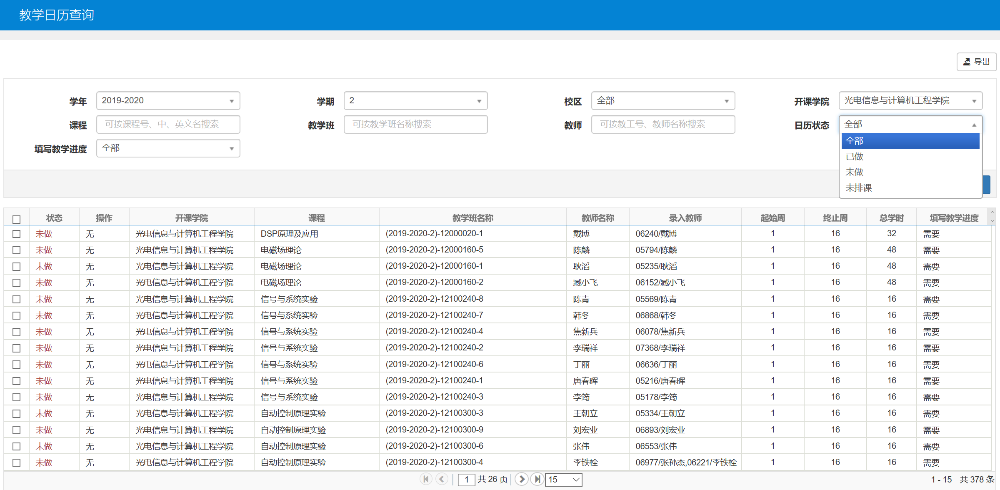 教学日历查询
导出
学年 2019-2020 学期 2 校区 全部 开课学院 光电信息与计算机工程学院
课程 可按课程号、中、英文名搜索 教学班 可按教学班名称搜索 教师 可按教工号、教师名称搜索 日历状态 全部
填写教学进度 全部
全部
已做
未做
未排课
状态 操作 开课学院 课程 教学班名称 教师名称 录入教师 起始周 终止周 总学时 填写教学进度
未做 无 光电信息与计算机工程学院 DSP原理及应用 (2019-2020-2)-12000020-1 戴博 06240/戴博 1 16 32 需要
未做 无 光电信息与计算机工程学院 电磁场理论 (2019-2020-2)-12000160-5 陈麟 05794/陈麟 1 16 48 需要
未做 无 光电信息与计算机工程学院 电磁场理论 (2019-2020-2)-12000160-1 耿滔 05235/耿滔 1 16 48 需要
未做 无 光电信息与计算机工程学院 电磁场理论 (2019-2020-2)-12000160-2 臧小飞 06152/臧小飞 1 16 48 需要
未做 无 光电信息与计算机工程学院 信号与系统实验 (2019-2020-2)-12100240-8 陈青 05569/陈青 1 16 16 需要
未做 无 光电信息与计算机工程学院 信号与系统实验 (2019-2020-2)-12100240-7 韩冬 06868/韩冬 1 16 16 需要
未做 无 光电信息与计算机工程学院 信号与系统实验 (2019-2020-2)-12100240-4 焦新兵 06078/焦新兵 1 16 16 需要
未做 无 光电信息与计算机工程学院 信号与系统实验 (2019-2020-2)-12100240-2 李瑞祥 07368/李瑞祥 1 16 16 需要
未做 无 光电信息与计算机工程学院 信号与系统实验 (2019-2020-2)-12100240-6 丁丽 06636/丁丽 1 16 16 需要
未做 无 光电信息与计算机工程学院 信号与系统实验 (2019-2020-2)-12100240-1 唐春晖 05216/唐春晖 1 16 16 需要
未做 无 光电信息与计算机工程学院 信号与系统实验 (2019-2020-2)-12100240-3 李筠 05178/李筠 1 16 16 需要
未做 无 光电信息与计算机工程学院 自动控制原理实验 (2019-2020-2)-12100300-3 王朝立 05334/王朝立 1 16 16 需要
未做 无 光电信息与计算机工程学院 自动控制原理实验 (2019-2020-2)-12100300-9 刘宏业 06893/刘宏业 1 16 16 需要
未做 无 光电信息与计算机工程学院 自动控制原理实验 (2019-2020-2)-12100300-6 张伟 06553/张伟 1 16 16 需要
未做 无 光电信息与计算机工程学院 自动控制原理实验 (2019-2020-2)-12100300-4 李铁栓 06977/张孙杰,06221/李铁栓 1 16 16 需要
1 共 26 页 15 1 - 15 共 378 条